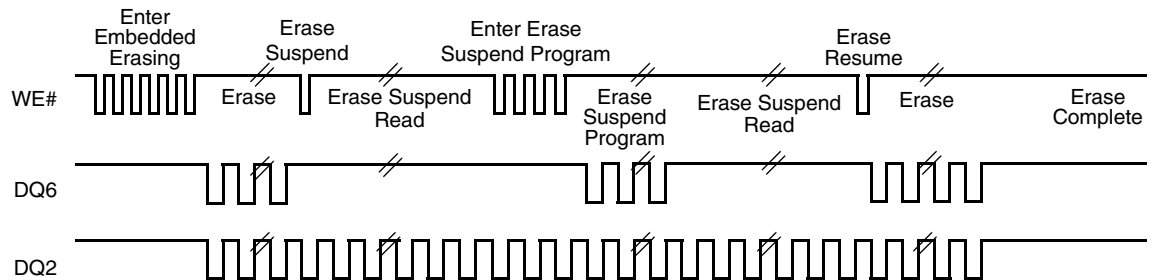 Enter
Embedded
Erasing
Erase
Suspend
Enter Erase
Suspend Program
Erase
Resume
WE#
Erase
Erase Suspend
Read
Erase
Suspend
Program
Erase Suspend
Read
Erase
Erase
Complete
DQ6
DQ2